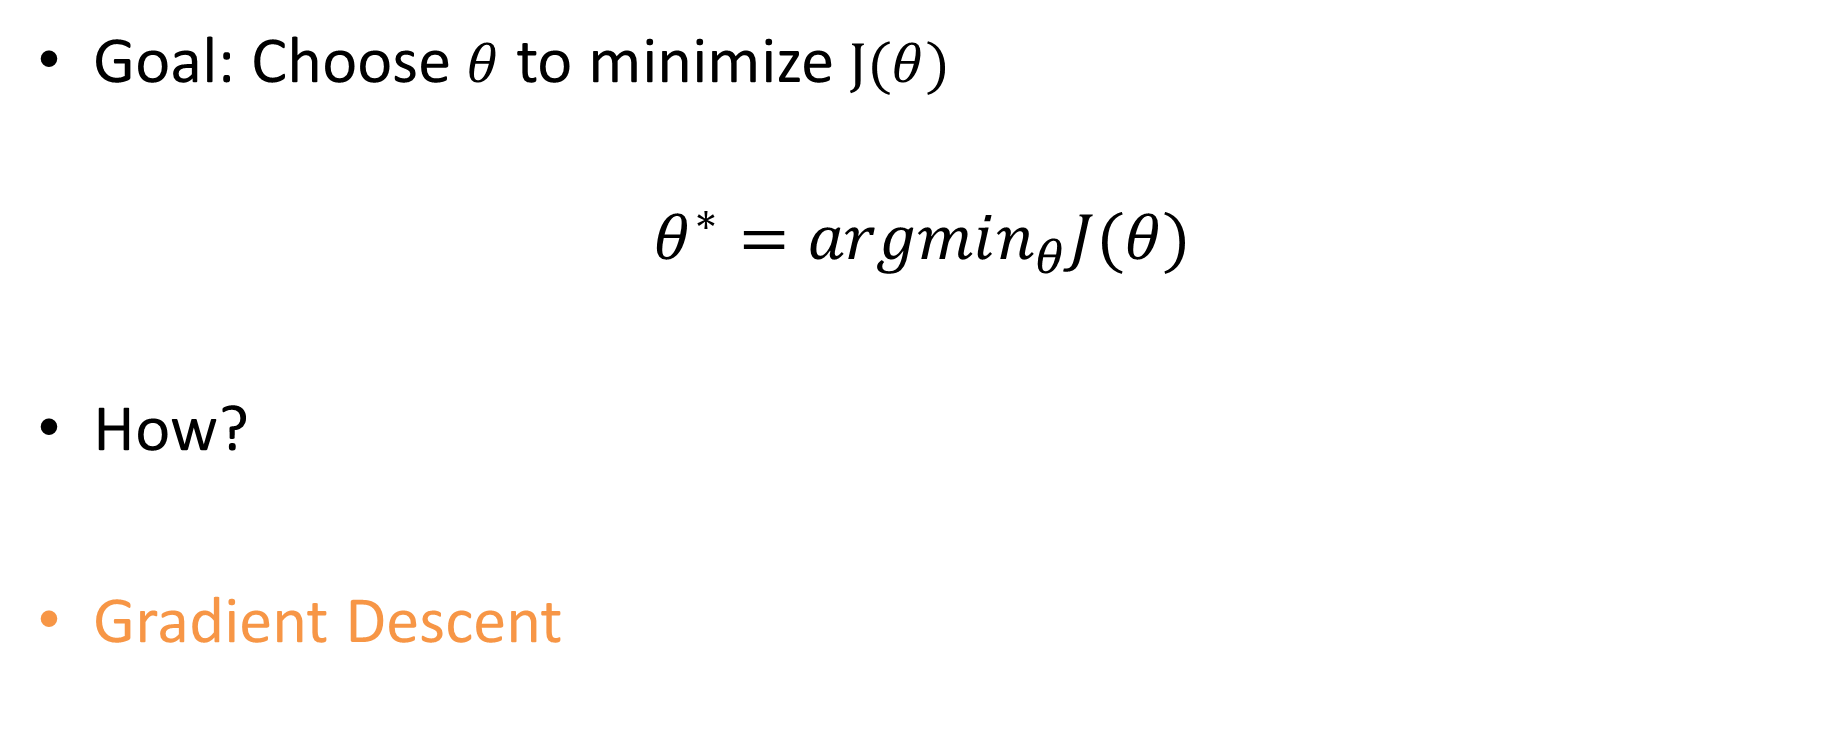 • Goal: Choose θ to minimize J(θ)
θ* = argmin_θ J(θ)
• How?
• Gradient Descent